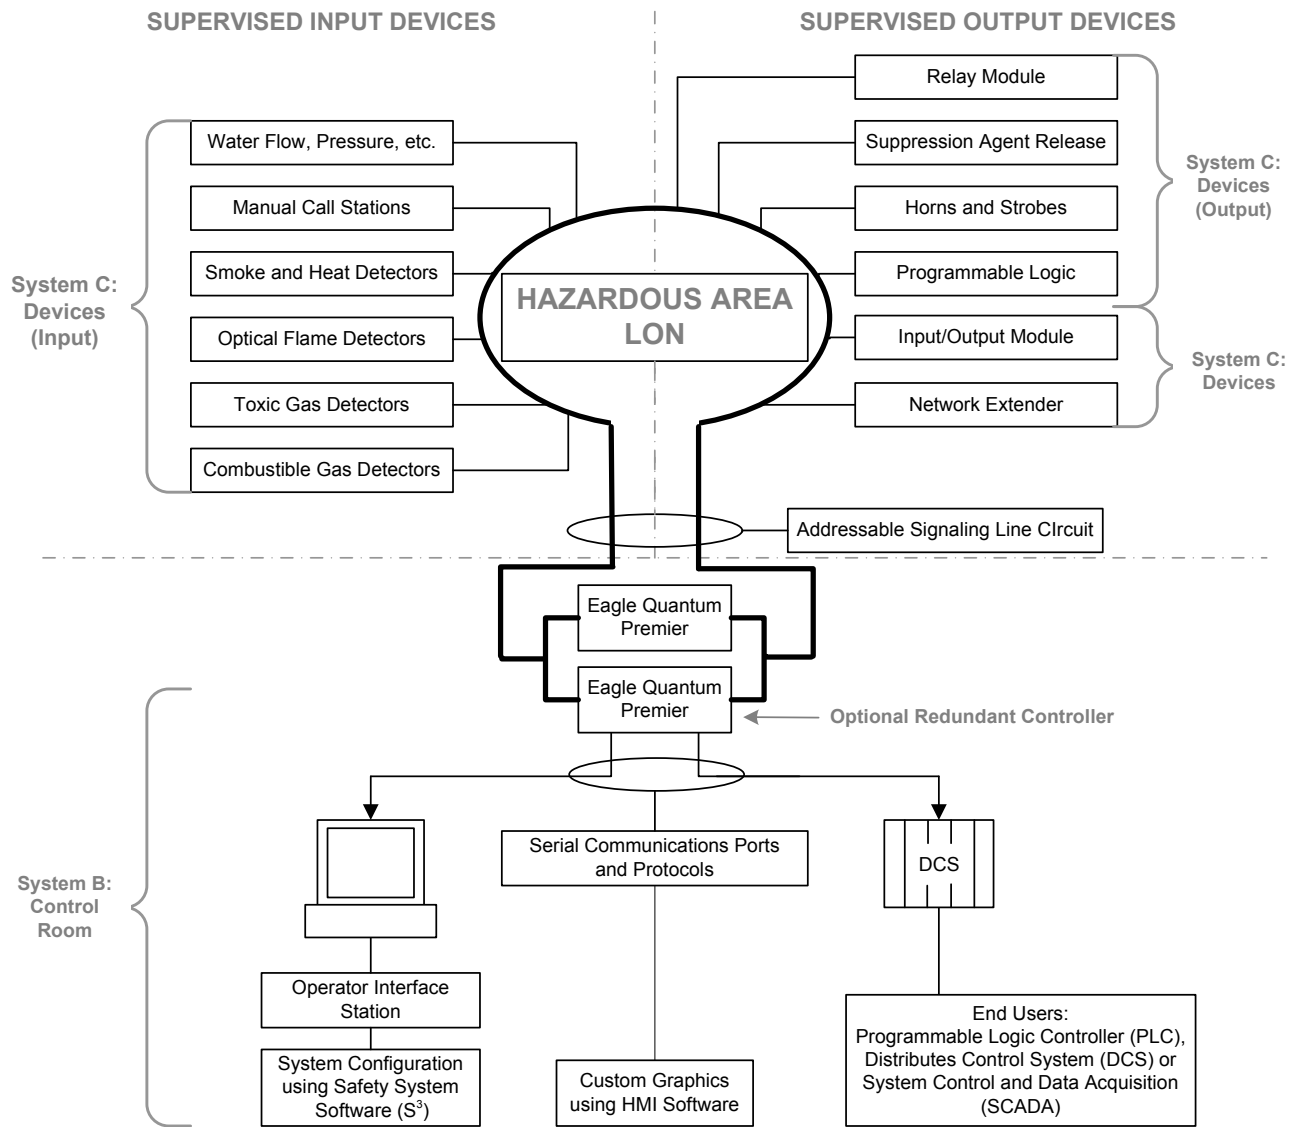 SUPERVISED INPUT DEVICES
SUPERVISED OUTPUT DEVICES
Relay Module
Water Flow, Pressure, etc.
Suppression Agent Release
System C:
Devices
(Output)
Manual Call Stations
Horns and Strobes
Smoke and Heat Detectors
Programmable Logic
System C:
Devices
(Input)
HAZARDOUS AREA
LON
Optical Flame Detectors
Input/Output Module
System C:
Devices
Toxic Gas Detectors
Network Extender
Combustible Gas Detectors
Addressable Signaling Line CIrcuit
Eagle Quantum
Premier
Eagle Quantum
Premier
Optional Redundant Controller
System B:
Control
Room
Serial Communications Ports
and Protocols
DCS
Operator Interface
Station
System Configuration
using Safety System
Software (S³)
Custom Graphics
using HMI Software
End Users:
Programmable Logic Controller (PLC),
Distributes Control System (DCS) or
System Control and Data Acquisition
(SCADA)